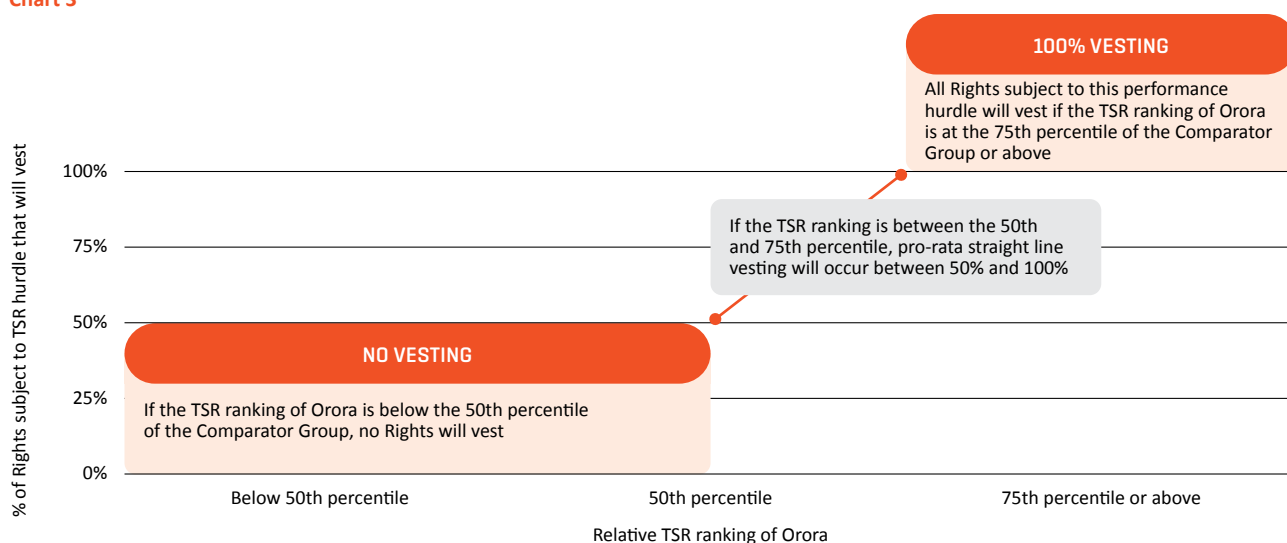 Chart 3
100% VESTING
All Rights subject to this performance
hurdle will vest if the TSR ranking of Orora
is at the 75th percentile of the Comparator
Group or above
% of Rights subject to TSR hurdle that will vest
100%
If the TSR ranking is between the 50th
and 75th percentile, pro-rata straight line
vesting will occur between 50% and 100%
75%
50%
NO VESTING
25%
If the TSR ranking of Orora is below the 50th percentile
of the Comparator Group, no Rights will vest
0%
Below 50th percentile
50th percentile
75th percentile or above
Relative TSR ranking of Orora